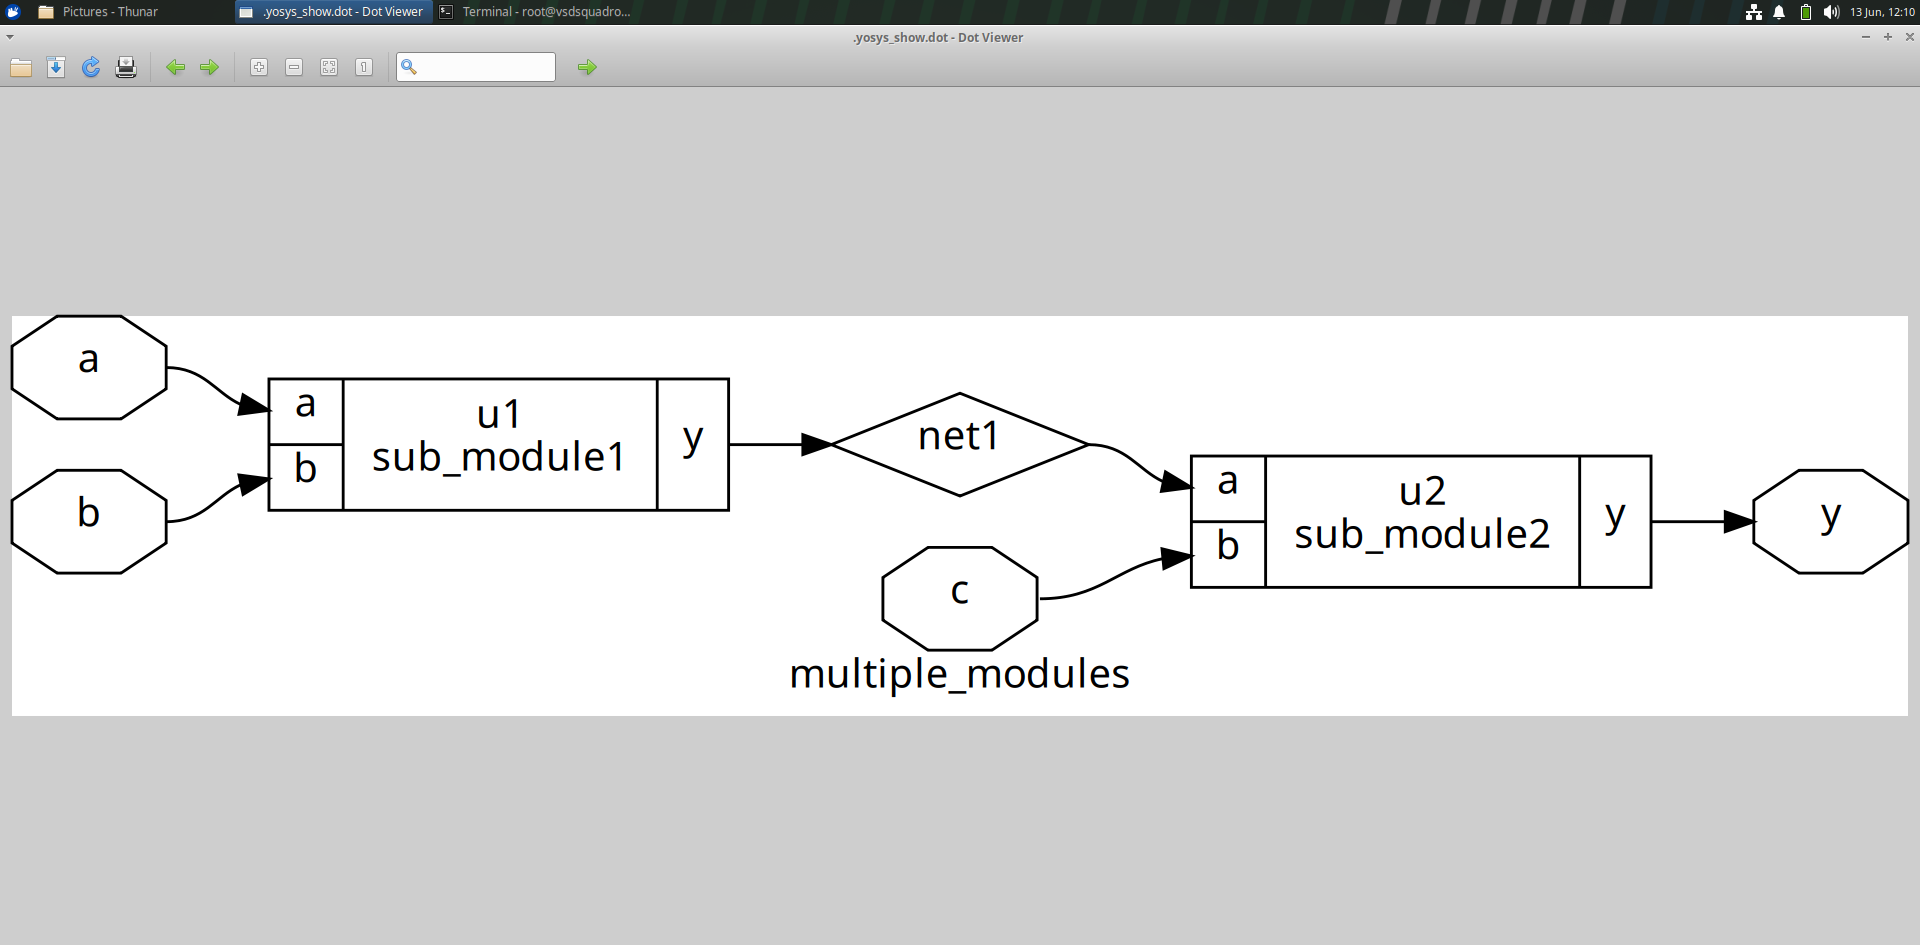 Pictures - Thunar
.yosys_show.dot - Dot Viewer
Terminal - root@vsdsquadro...
13 Jun, 12:10
.yosys_show.dot - Dot Viewer
a
b
a
b
u1
sub_module1
y
net1
c
a
b
u2
sub_module2
y
y
multiple_modules